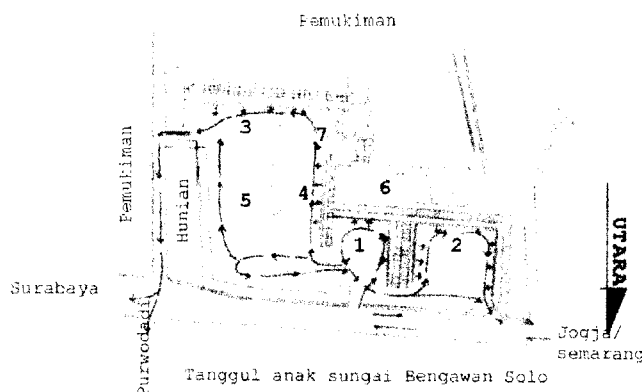 Pemukiman
3
7
Pemukiman
Hunian
5
4
6
1
2
UTARA
Surabaya
Purwodadi
Jogja/
semarang
Tanggul anak sungai Bengawan Solo